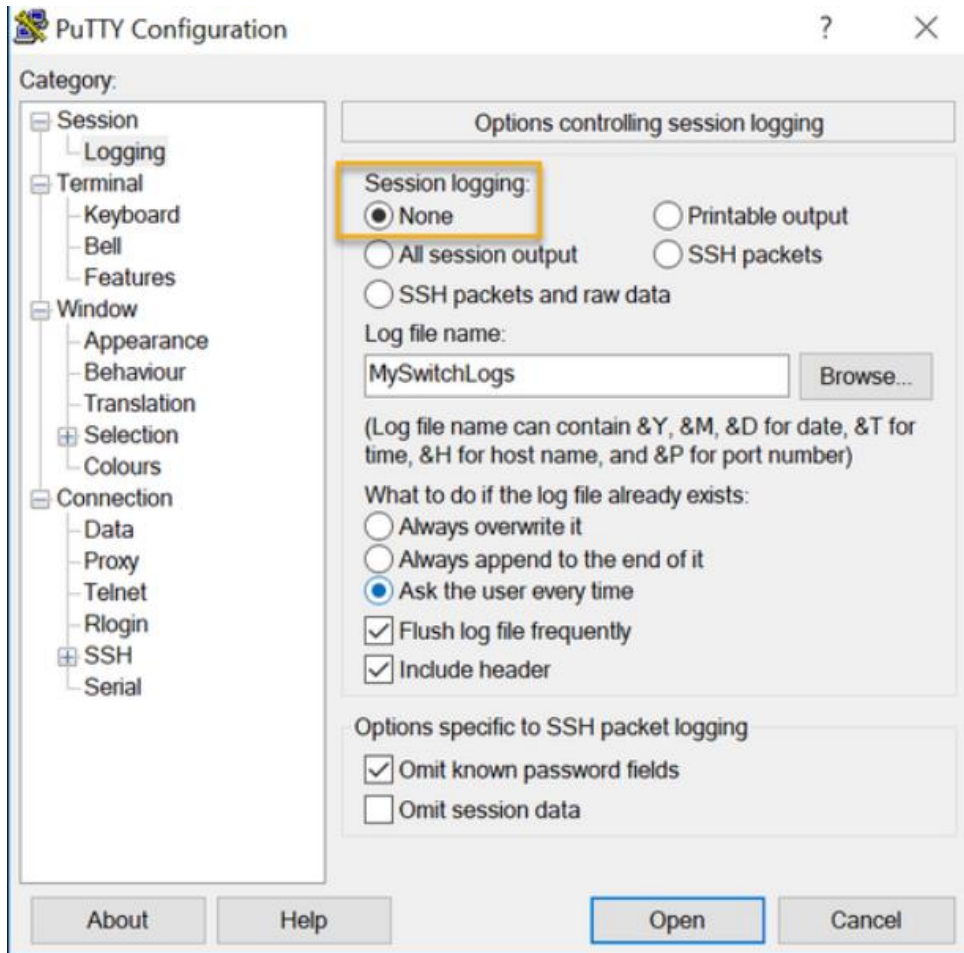 PuTTY Configuration
?
Category:
Session
Logging
Terminal
Keyboard
Bell
Features
Window
Appearance
Behaviour
Translation
Selection
Colours
Connection
Data
Proxy
Telnet
Rlogin
SSH
Serial
Options controlling session logging
Session logging:
None
Printable output
All session output
SSH packets
SSH packets and raw data
Log file name:
MySwitchLogs
Browse...
(Log file name can contain &Y, &M, &D for date, &T for
time, &H for host name, and &P for port number)
What to do if the log file already exists:
Always overwrite it
Always append to the end of it
Ask the user every time
Flush log file frequently
Include header
Options specific to SSH packet logging
Omit known password fields
Omit session data
About
Help
Open
Cancel